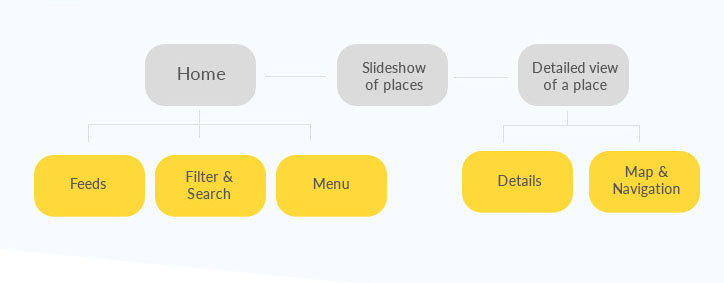 Home
Slideshow
of places
Detailed view
of a place
Feeds
Filter &
Search
Menu
Details
Map &
Navigation